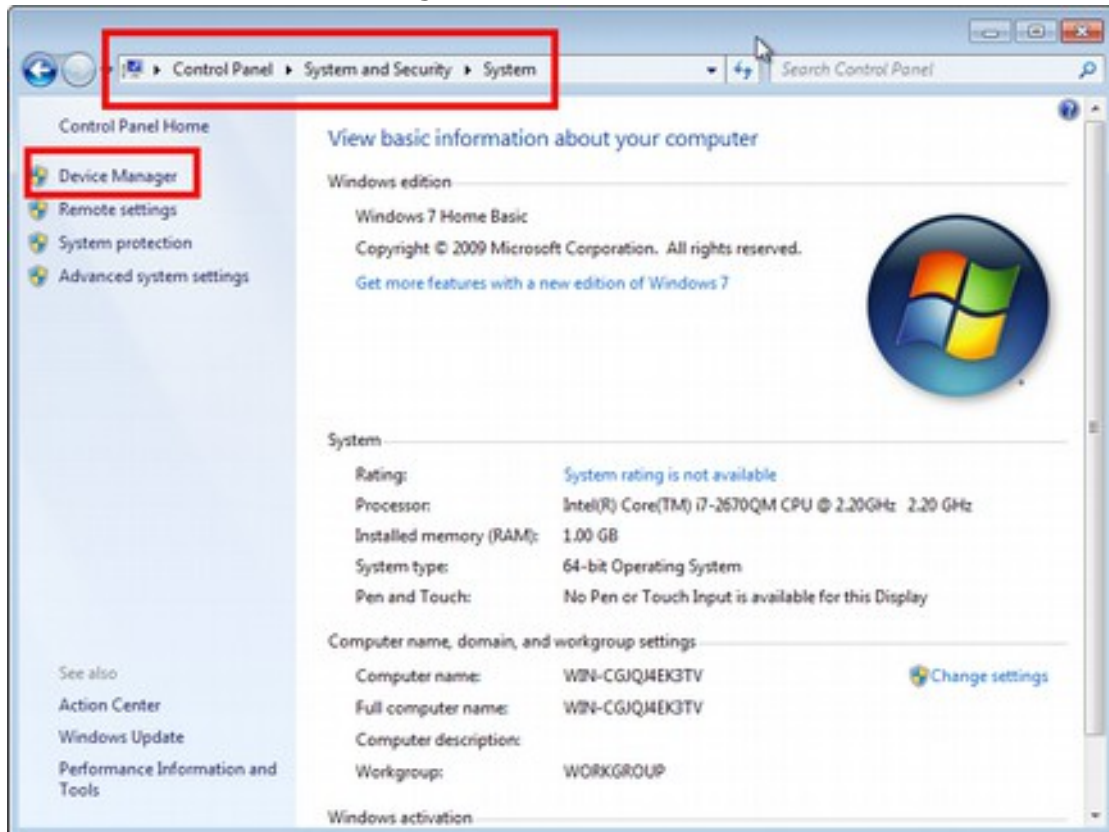 Control Panel ▸ System and Security ▸ System
Search Control Panel
Control Panel Home
Device Manager
Remote settings
System protection
Advanced system settings
See also
Action Center
Windows Update
Performance Information and
Tools
View basic information about your computer
Windows edition
Windows 7 Home Basic
Copyright © 2009 Microsoft Corporation. All rights reserved.
Get more features with a new edition of Windows 7
System
Rating: System rating is not available
Processor: Intel(R) Core(TM) i7-2670QM CPU @ 2.20GHz 2.20 GHz
Installed memory (RAM): 1.00 GB
System type: 64-bit Operating System
Pen and Touch: No Pen or Touch Input is available for this Display
Computer name, domain, and workgroup settings
Computer name: WIN-CGJQJ4EK3TV Change settings
Full computer name: WIN-CGJQJ4EK3TV
Computer description:
Workgroup: WORKGROUP
Windows activation